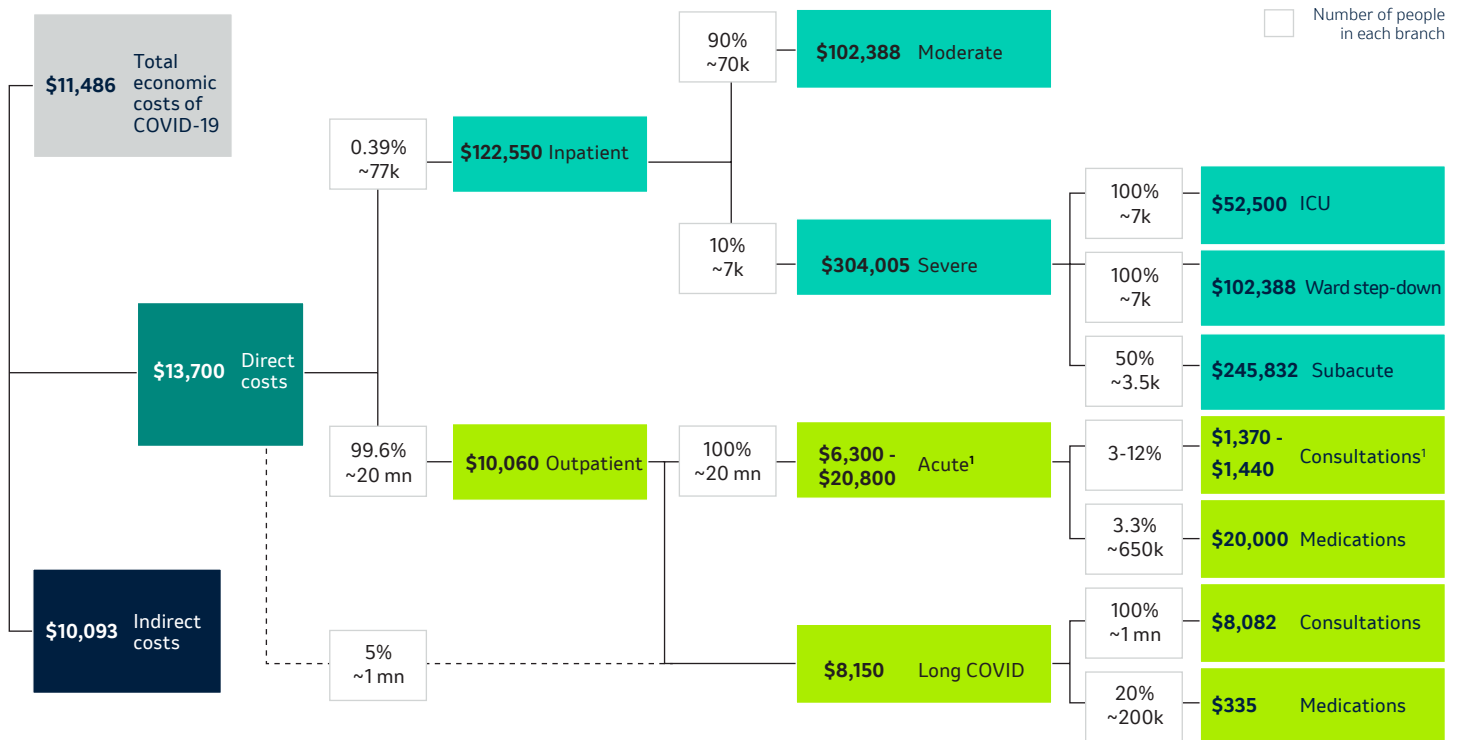 Number of people
in each branch
$11,486 Total
economic
costs of
COVID-19
$13,700 Direct
costs
$10,093 Indirect
costs
0.39%
~77k
$122,550 Inpatient
90%
~70k
$102,388 Moderate
10%
~7k
$304,005 Severe
100%
~7k
$52,500 ICU
100%
~7k
$102,388 Ward step-down
50%
~3.5k
$245,832 Subacute
99.6%
~20 mn
$10,060 Outpatient
100%
~20 mn
$6,300 -
$20,800
Acute¹
3-12%
$1,370 -
$1,440
Consultations¹
3.3%
~650k
$20,000 Medications
5%
~1 mn
$8,150 Long COVID
100%
~1 mn
$8,082 Consultations
20%
~200k
$335 Medications